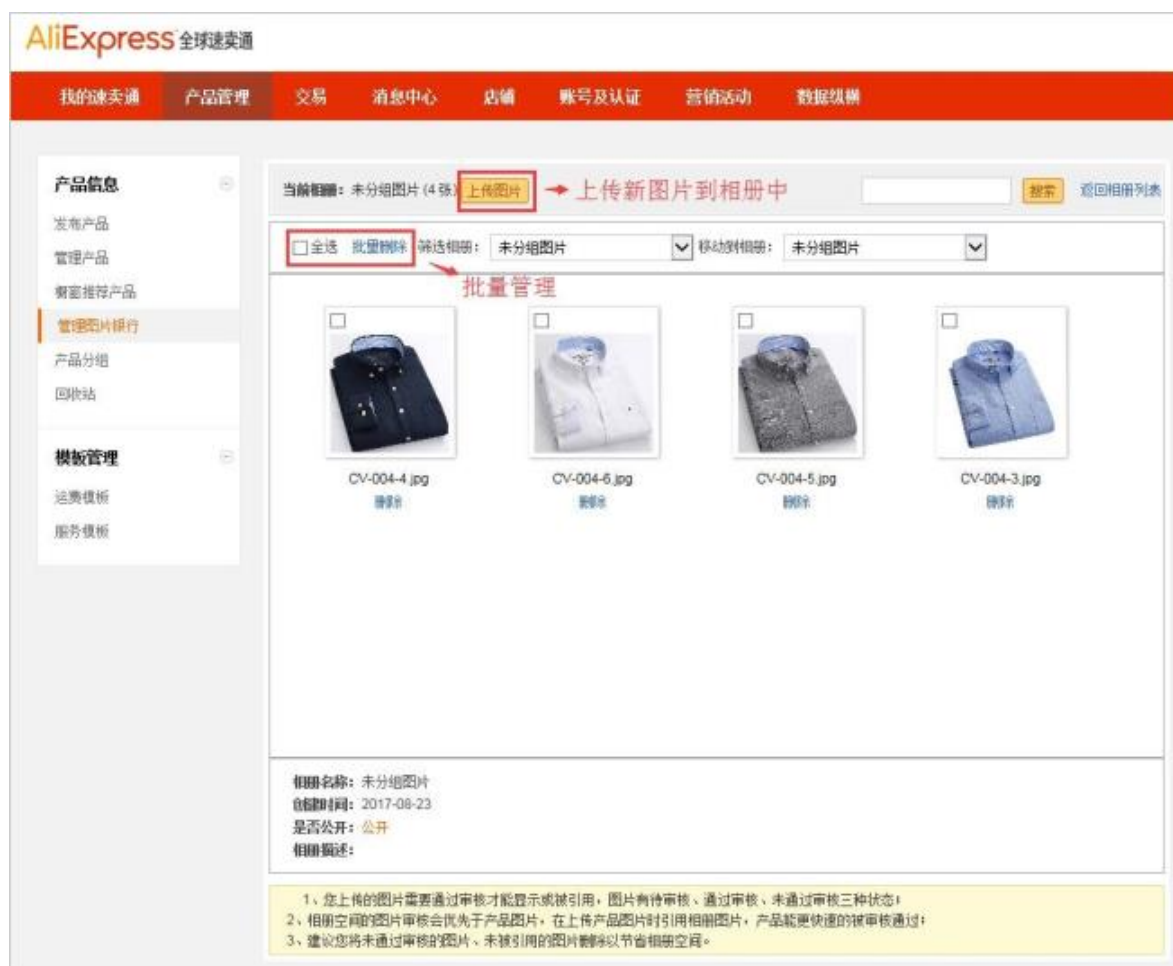 AliExpress 全球速卖通
我的速卖通 产品管理 交易 消息中心 店铺 账号及认证 营销活动 数据纵横
产品信息
发布产品
管理产品
橱窗推荐产品
管理图片银行
产品分组
回收站
模板管理
运费模板
服务模板
当前相册：未分组图片 (4 张) 上传图片 上传新图片到相册中 搜索 返回相册列表
全选 批量删除 筛选相册： 未分组图片 移动到相册： 未分组图片
批量管理
CV-004-4.jpg CV-004-6.jpg CV-004-5.jpg CV-004-3.jpg
删除 删除 删除 删除
相册名称：未分组图片
创建时间：2017-08-23
是否公开：公开
相册描述：
1、您上传的图片需要通过审核才能显示或被引用，图片有待审核、通过审核、未通过审核三种状态；
2、相册空间的图片审核会优先于产品图片，在上传产品图片时引用相册图片，产品能更快速的被审核通过；
3、建议您将未通过审核的图片、未被引用的图片删除以节省相册空间。